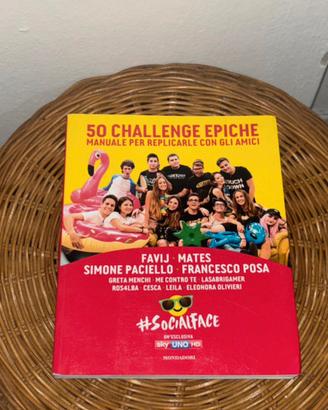 50 CHALLENGE EPICHE
MANUALE PER REPLICARLE CON GLI AMICI
FAVIJ · MATES
SIMONE PACIELLO · FRANCESCO POSA
GRETA MENCHI · ME CONTRO TE · LASABRIGAMER
ROS4LBA · CESCA · LEILA · ELEONORA OLIVIERI
#SOCIALFACE
UN'ESCLUSIVA
sky UNO HD
MONDADORI